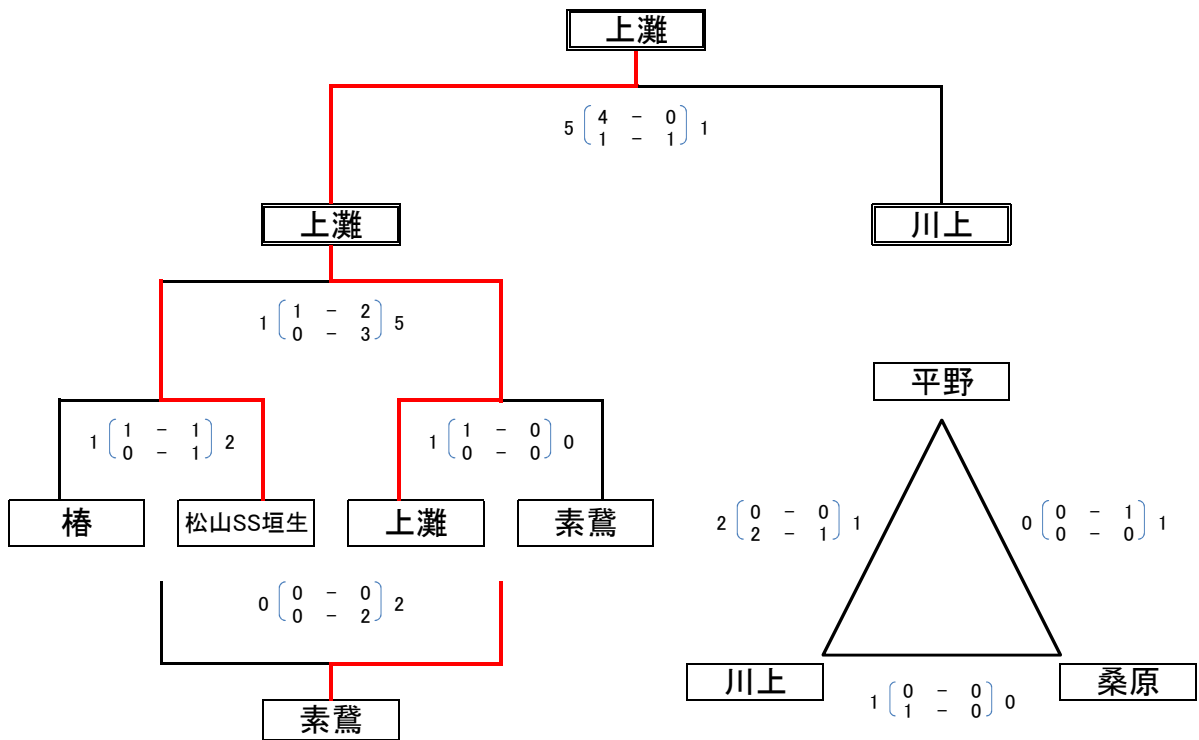 上灘
4 － 0
5 1
1 － 1
上灘 川上
1 － 2
1 5
0 － 3
平野
1 － 1 1 － 0
1 2 1 0
0 － 1 0 － 0
椿 松山SS垣生 上灘 素鵞
0 － 0 0 － 1
2 1 0 1
2 － 1 0 － 0
0 － 0
0 2
0 － 2
川上 桑原
0 － 0
1 0
1 － 0
素鵞